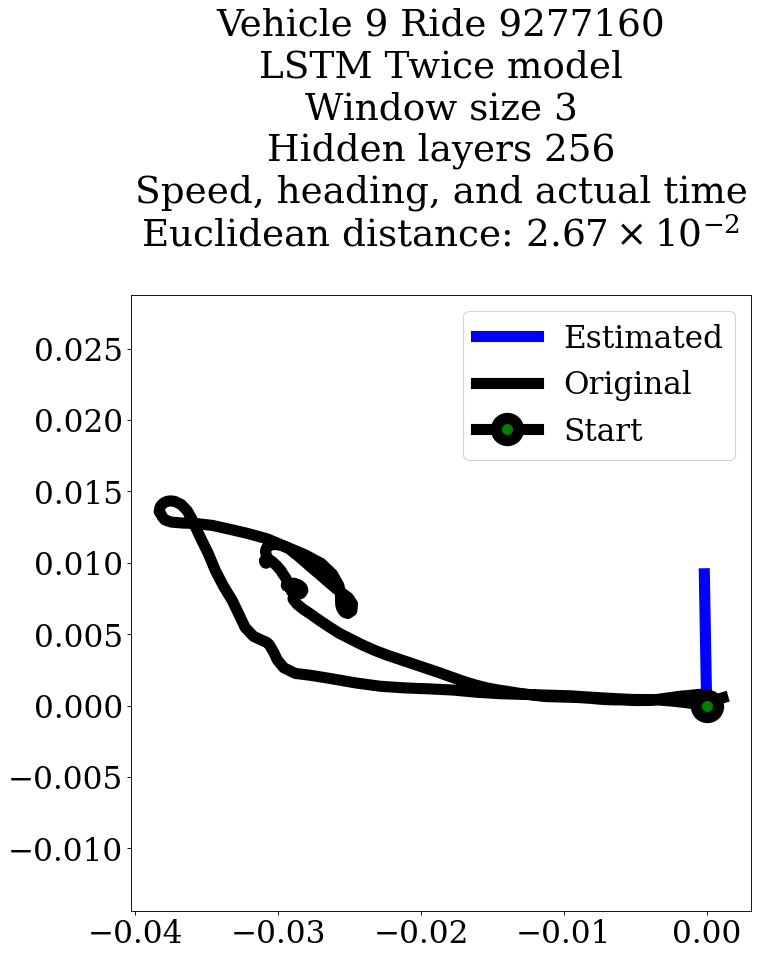 Vehicle 9 Ride 9277160
LSTM Twice model
Window size 3
Hidden layers 256
Speed, heading, and actual time
Euclidean distance: 2.67 × 10⁻²
Estimated
Original
Start
0.025
0.020
0.015
0.010
0.005
0.000
−0.005
−0.010
−0.04 −0.03 −0.02 −0.01 0.00